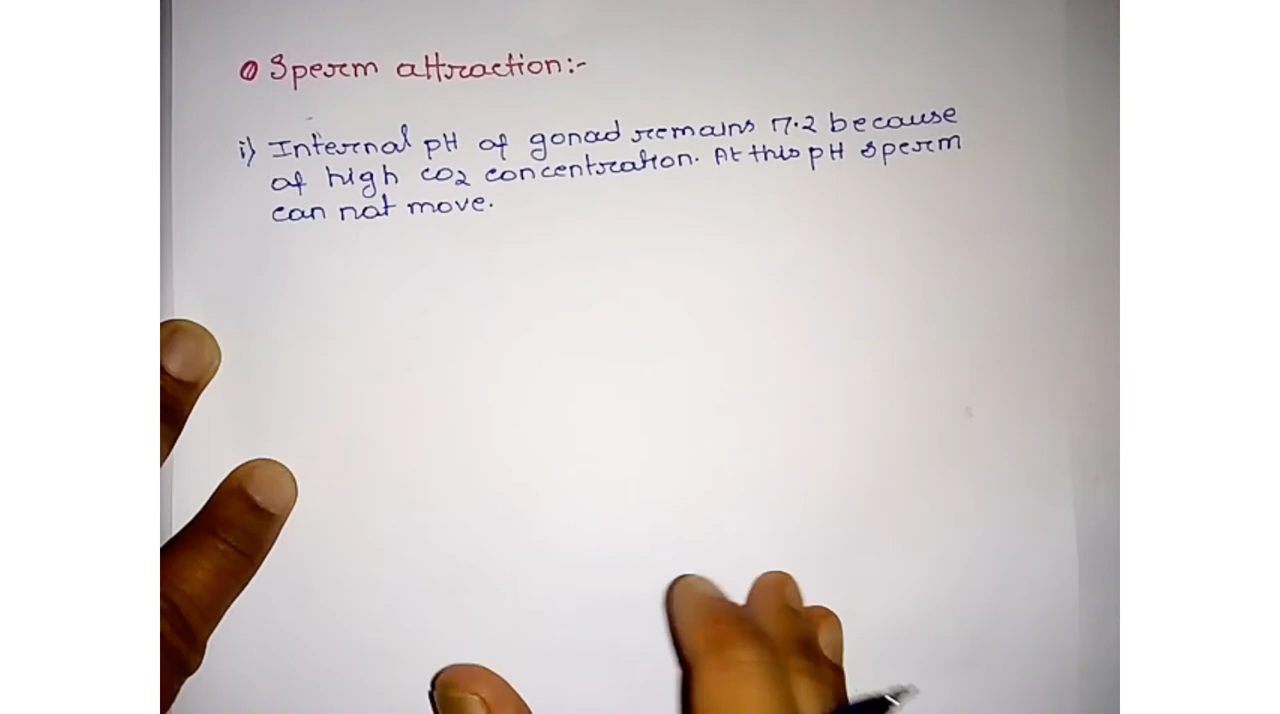 Sperm attraction:-
i) Internal pH of gonad remains 7.2 because
of high CO2 concentration. At this pH sperm
can not move.